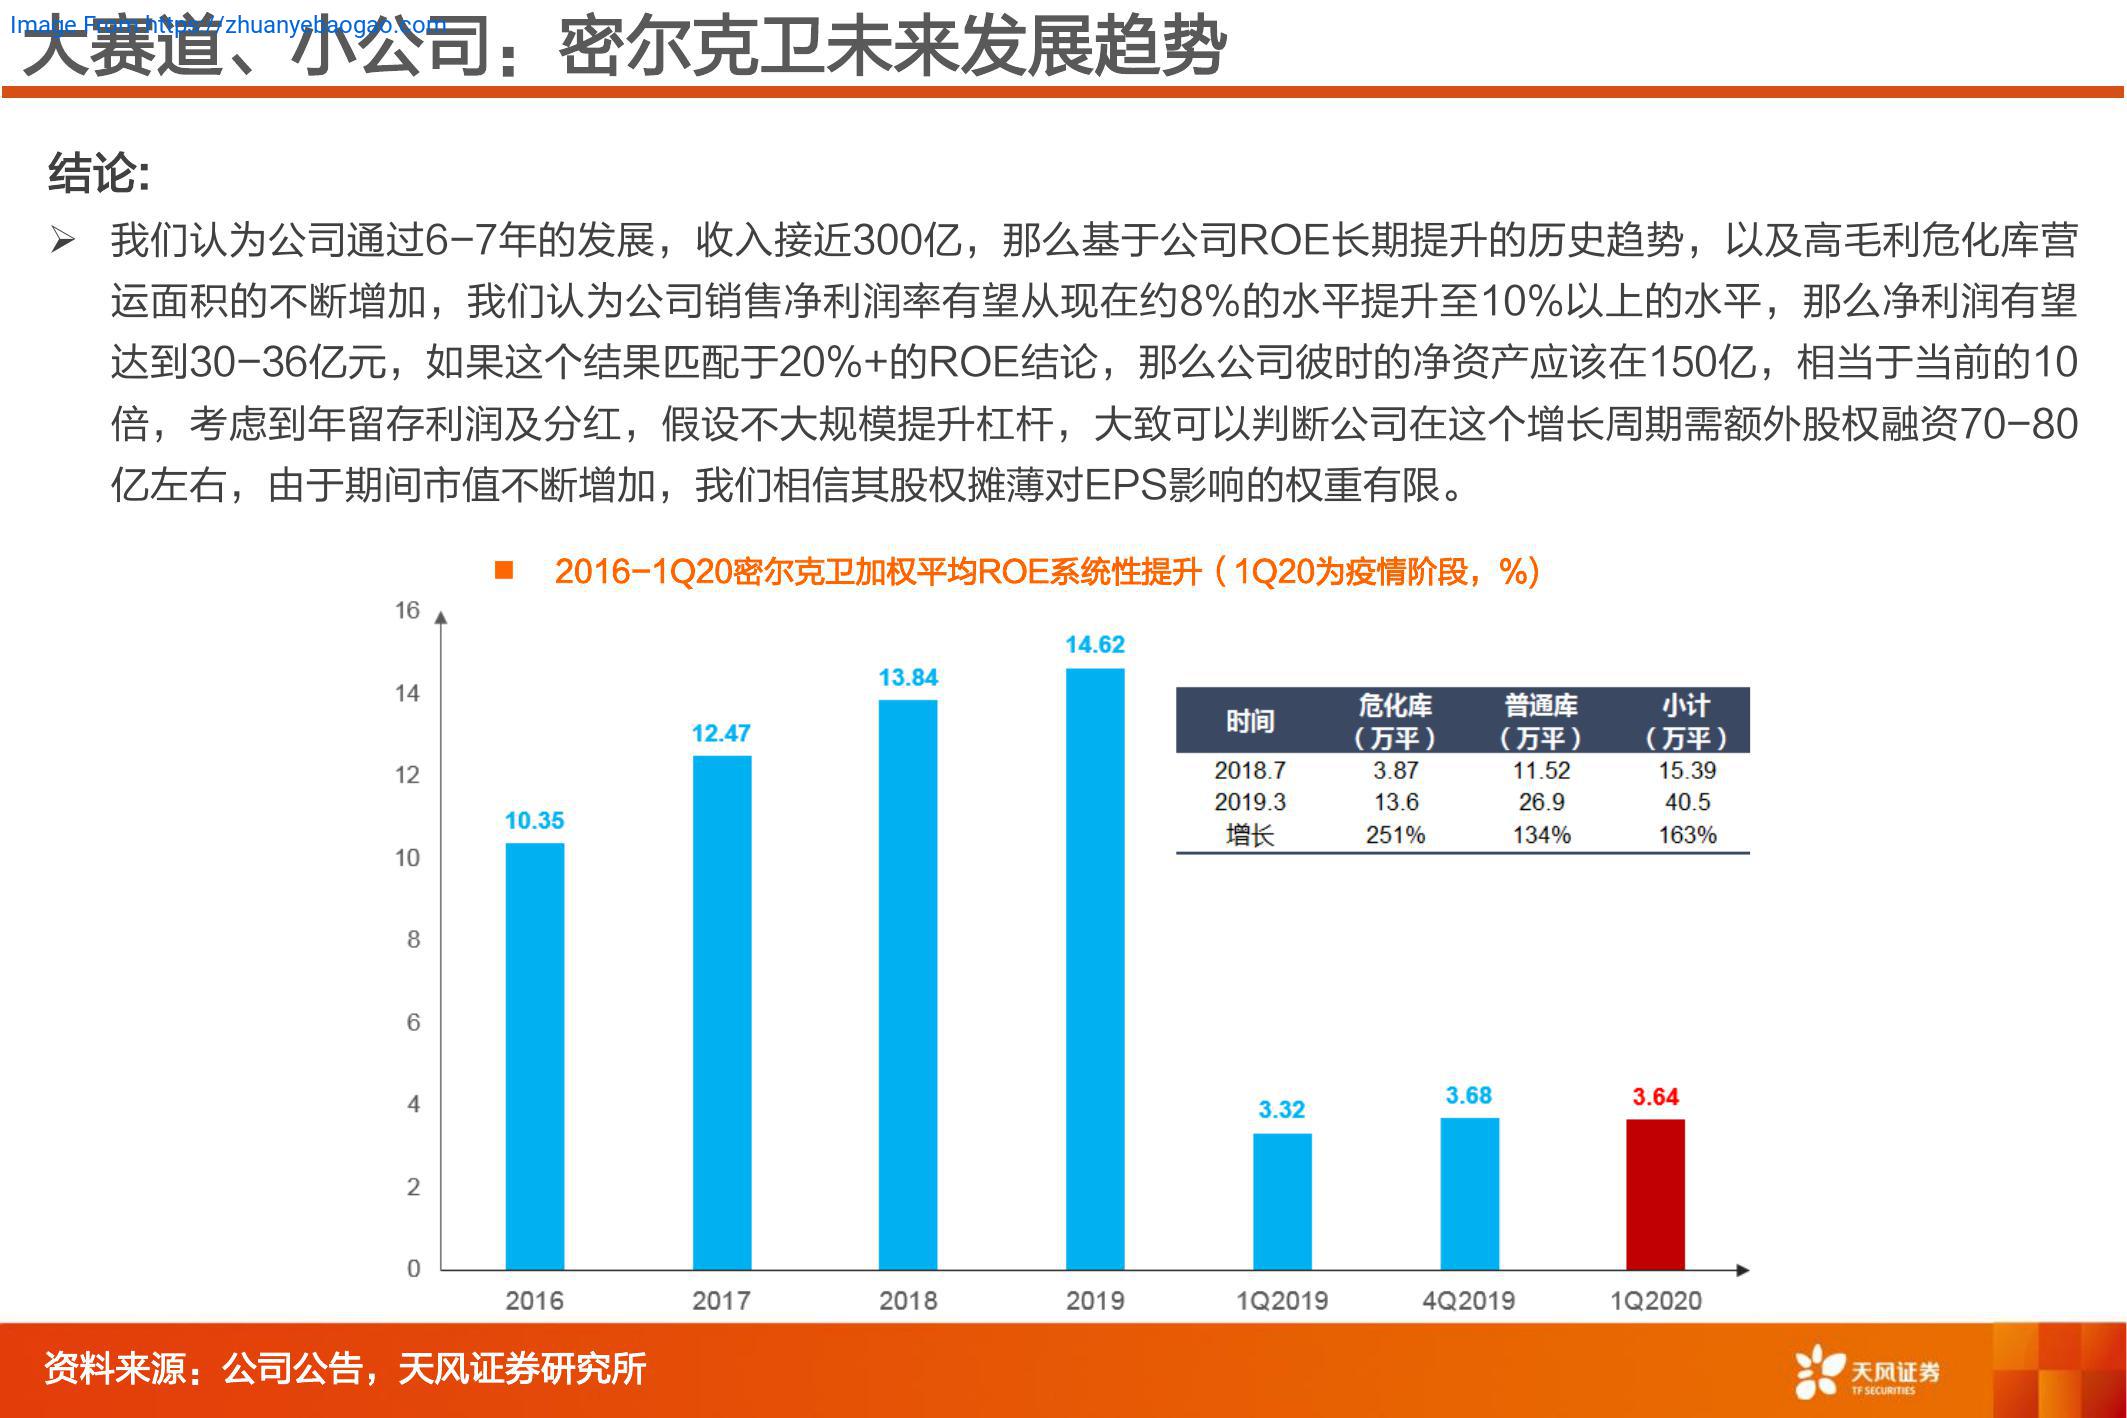 Image From https://zhuanyebaogao.com
大赛道、小公司：密尔克卫未来发展趋势
结论:
我们认为公司通过6-7年的发展，收入接近300亿，那么基于公司ROE长期提升的历史趋势，以及高毛利危化库营
运面积的不断增加，我们认为公司销售净利润率有望从现在约8%的水平提升至10%以上的水平，那么净利润有望
达到30-36亿元，如果这个结果匹配于20%+的ROE结论，那么公司彼时的净资产应该在150亿，相当于当前的10
倍，考虑到年留存利润及分红，假设不大规模提升杠杆，大致可以判断公司在这个增长周期需额外股权融资70-80
亿左右，由于期间市值不断增加，我们相信其股权摊薄对EPS影响的权重有限。
2016-1Q20密尔克卫加权平均ROE系统性提升（1Q20为疫情阶段，%)
16
14
12
10
8
6
4
2
0
10.35
12.47
13.84
14.62
3.32
3.68
3.64
2016 2017 2018 2019 1Q2019 4Q2019 1Q2020
时间 危化库（万平） 普通库（万平） 小计（万平）
2018.7 3.87 11.52 15.39
2019.3 13.6 26.9 40.5
增长 251% 134% 163%
资料来源：公司公告，天风证券研究所
天风证券
TF SECURITIES